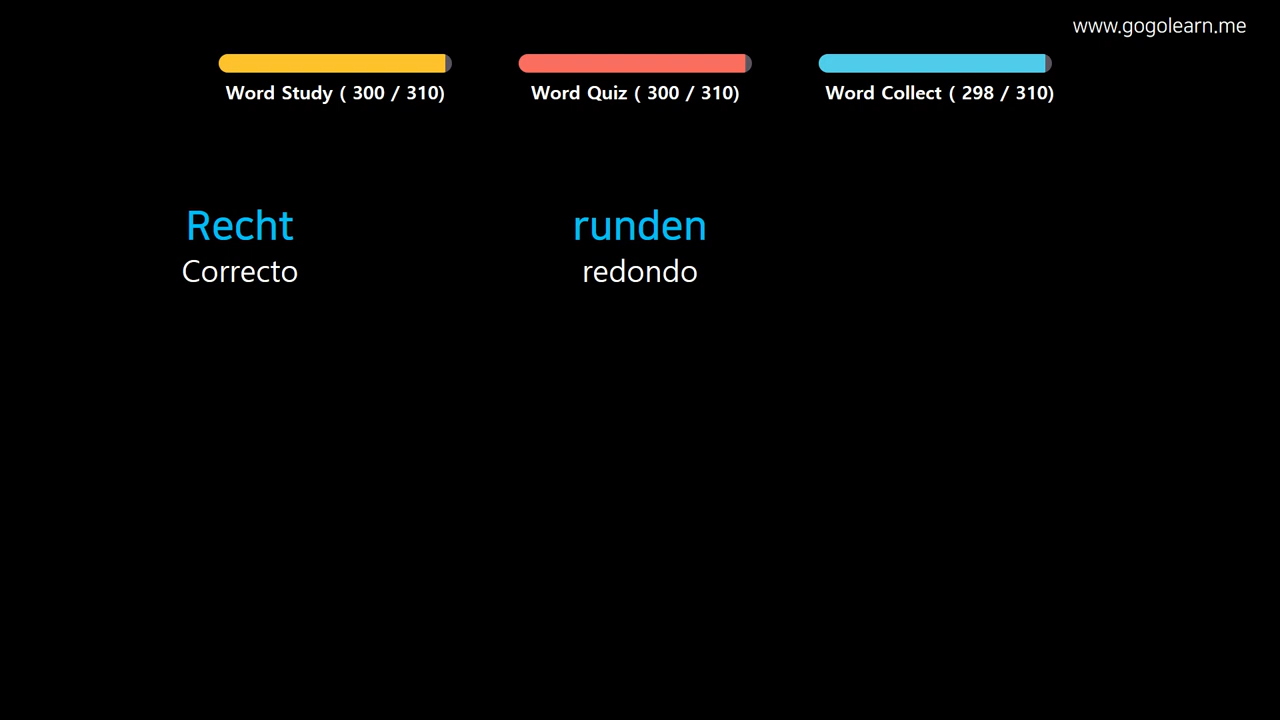 www.gogolearn.me
Word Study ( 300 / 310)
Word Quiz ( 300 / 310)
Word Collect ( 298 / 310)
Recht
Correcto
runden
redondo